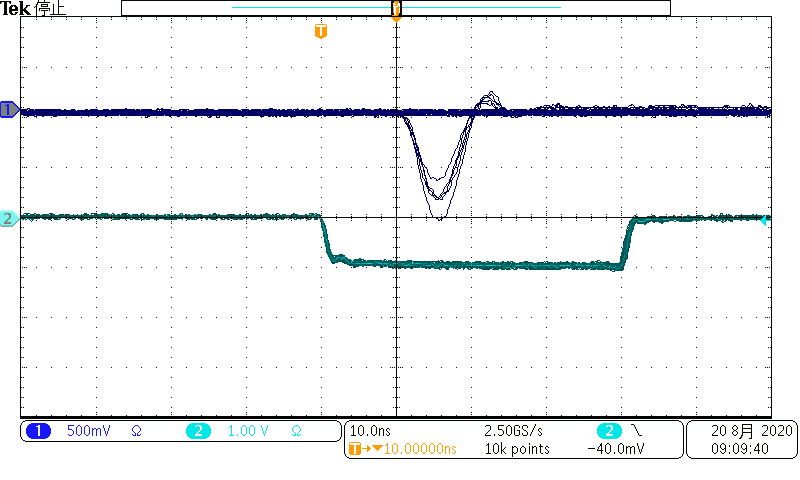 Tek 停止
T
T
1
2
1 500mV Ω 2 1.00 V Ω
10.0ns 2.50GS/s 2 ㄟ
T→▼10.00000ns 10k points −40.0mV
20 8月 2020
09:09:40